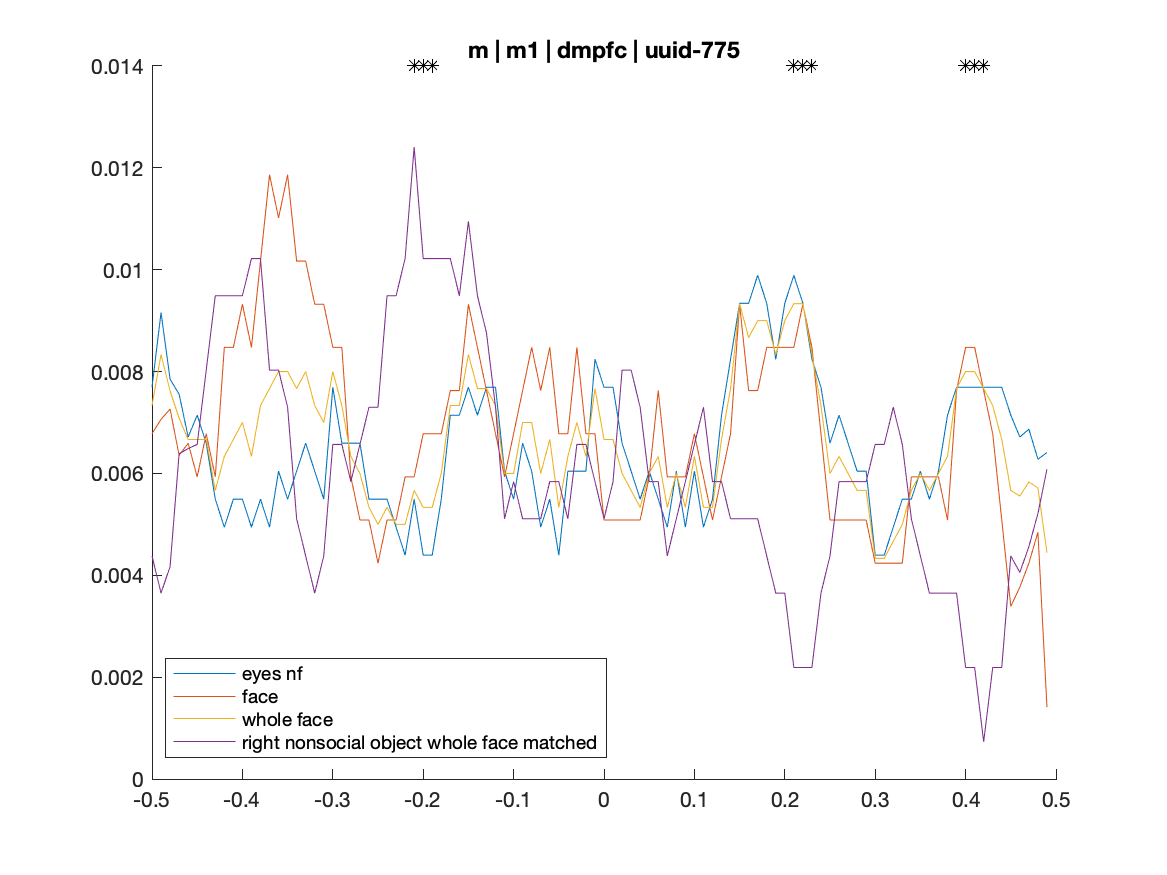 m | m1 | dmpfc | uuid-775
0.014
0.012
0.01
0.008
0.006
0.004
0.002
0
eyes nf
face
whole face
right nonsocial object whole face matched
-0.5 -0.4 -0.3 -0.2 -0.1 0 0.1 0.2 0.3 0.4 0.5